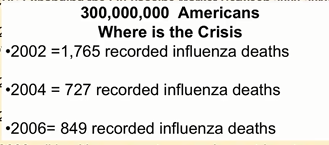 300,000,000 Americans
Where is the Crisis
•2002 =1,765 recorded influenza deaths
•2004 = 727 recorded influenza deaths
•2006= 849 recorded influenza deaths